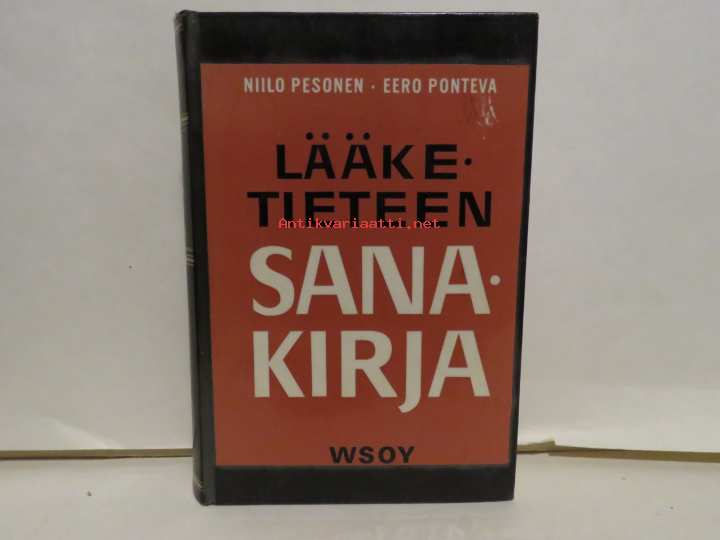 NIILO PESONEN · EERO PONTEVA
LÄÄKE·
TIETEEN
Antikvariaatti.net
SANA·
KIRJA
WSOY